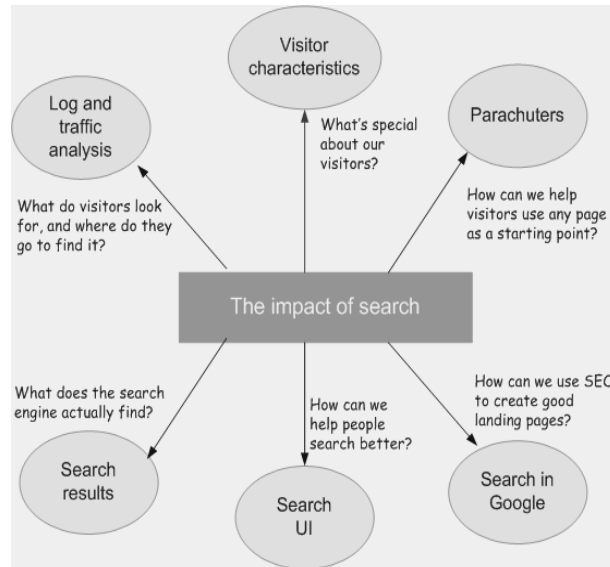 Visitor
characteristics
Log and
traffic
analysis
Parachuters
What's special
about our
visitors?
What do visitors look
for, and where do they
go to find it?
How can we help
visitors use any page
as a starting point?
The impact of search
What does the search
engine actually find?
How can we
help people
search better?
How can we use SEO
to create good
landing pages?
Search
results
Search
UI
Search in
Google